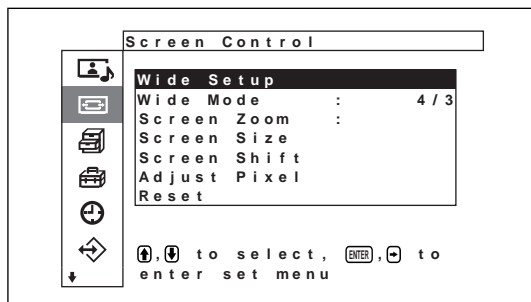 Screen Control
Wide Setup
Wide Mode : 4/3
Screen Zoom :
Screen Size
Screen Shift
Adjust Pixel
Reset
↑,↓ to select, ENTER,→ to
enter set menu